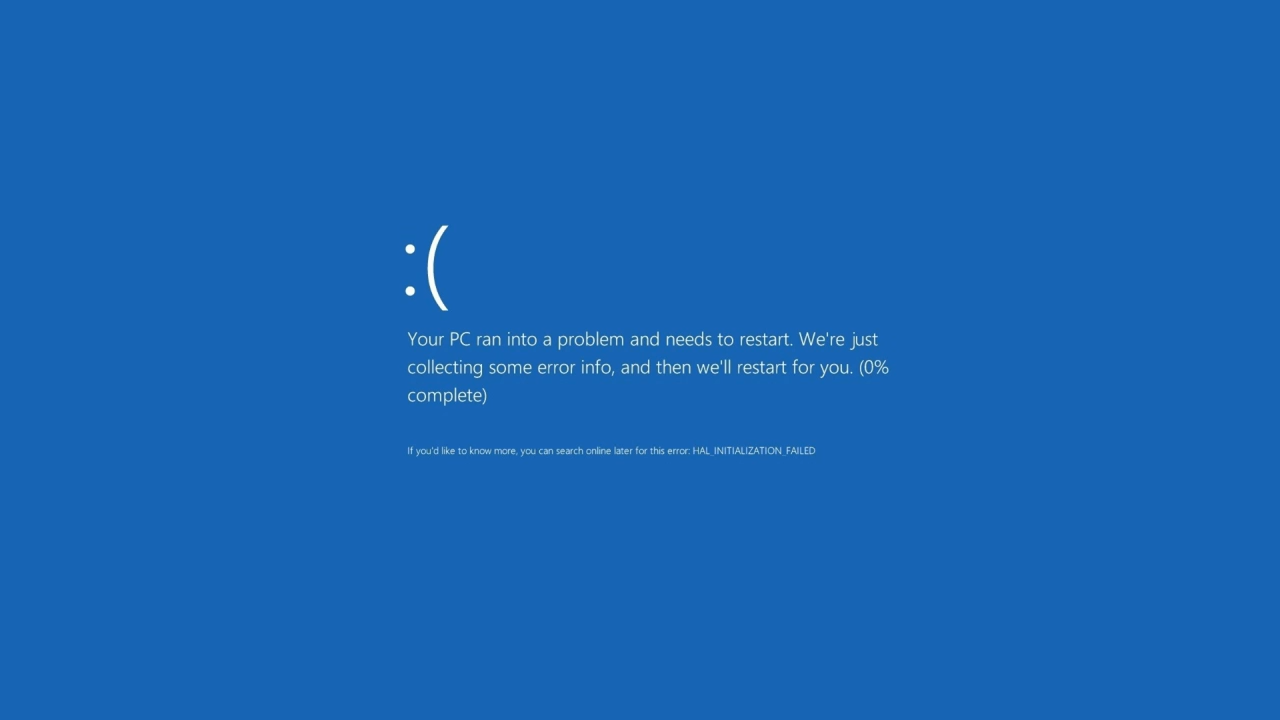 :(
Your PC ran into a problem and needs to restart. We're just
collecting some error info, and then we'll restart for you. (0%
complete)
If you'd like to know more, you can search online later for this error: HAL_INITIALIZATION_FAILED